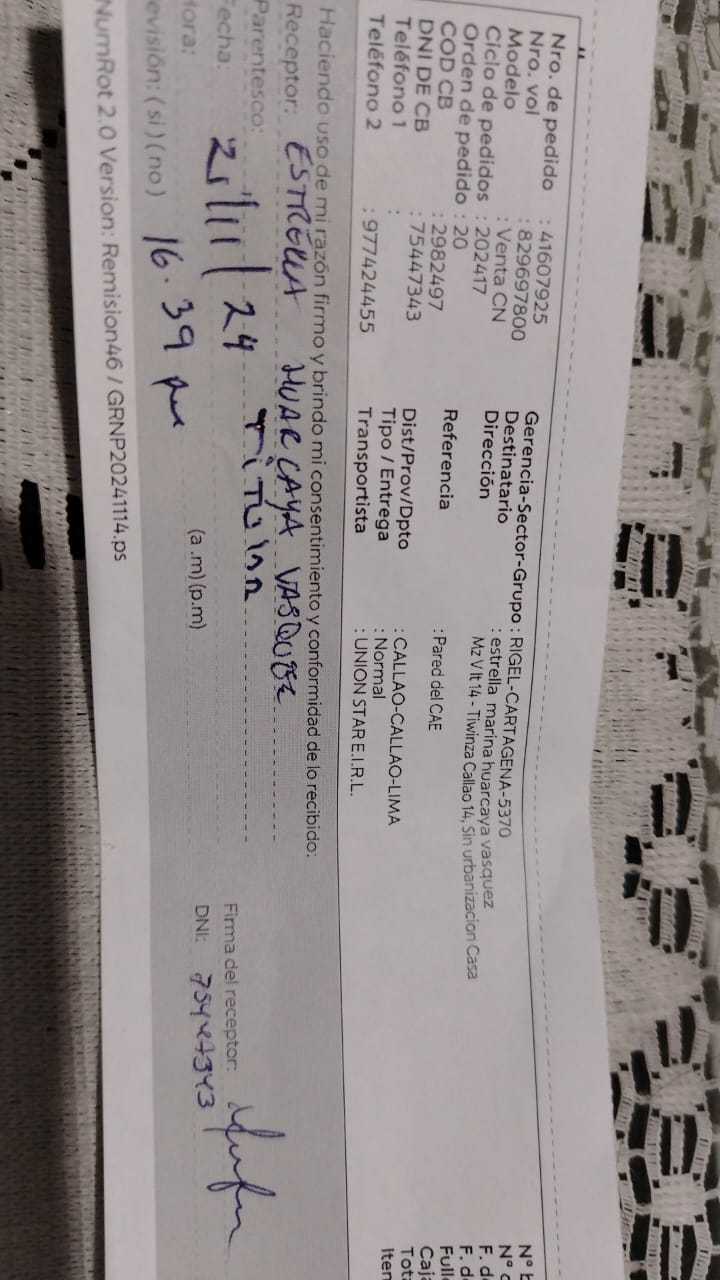 Nro. de pedido : 41607925
Nro. vol : 829697800
Modelo : Venta CN
Ciclo de pedidos : 202417
Orden de pedido : 20
COD CB : 2982497
DNI DE CB : 75447343
Teléfono 1 :
Teléfono 2 : 977424455
Gerencia-Sector-Grupo : RIGEL-CARTAGENA-5370
Destinatario : estrella marina huarcaya vasquez
Dirección : Mz V lt 14 - Tiwinza Callao 14, Sin urbanizacion Casa
Referencia : Pared del CAE
Dist/Prov/Dpto : CALLAO-CALLAO-LIMA
Tipo / Entrega : Normal
Transportista : UNION STAR E.I.R.L.
Haciendo uso de mi razón firmo y brindo mi consentimiento y conformidad de lo recibido:
Receptor: ESTRELLA HUARCAYA VASQUEZ
Parentesco: TiTulAR
echa: 25/11/24
ora: 16.39 pm (a .m) (p.m)
evisión: ( si ) ( no )
Firma del receptor:
DNI: 75447343
NumRot 2.0 Version: Remision46 / GRNP20241114.ps